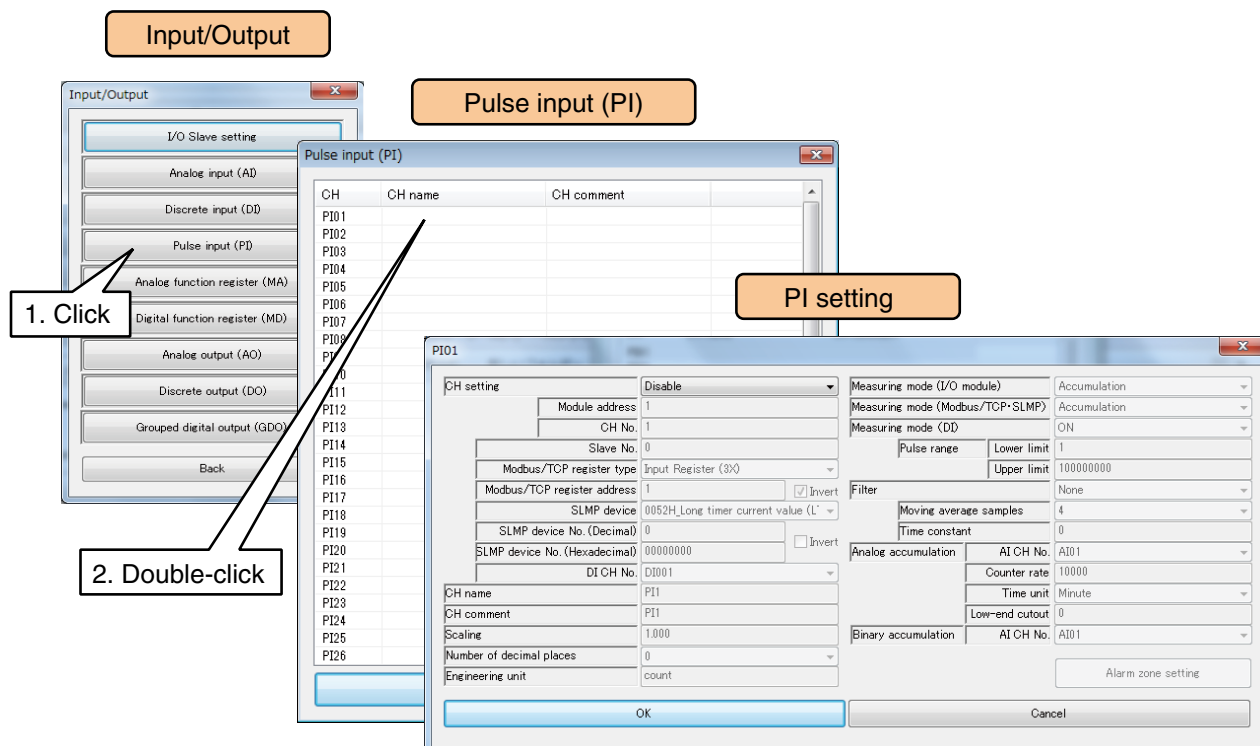 Input/Output
Input/Output
I/O Slave setting
Analog input (AI)
Discrete input (DI)
Pulse input (PI)
Analog function register (MA)
Digital function register (MD)
Analog output (AO)
Discrete output (DO)
Grouped digital output (GDO)
Back
1. Click
Pulse input (PI)
Pulse input (PI)
CH CH name CH comment
PI01
PI02
PI03
PI04
PI05
PI06
PI07
PI08
PI11
PI12
PI13
PI14
PI15
PI16
PI17
PI18
PI19
PI20
PI21
PI22
PI23
PI24
PI25
PI26
2. Double-click
PI setting
PI01
CH setting Disable
Module address 1
CH No. 1
Slave No. 0
Modbus/TCP register type Input Register (3X)
Modbus/TCP register address 1 Invert
SLMP device 0052H_Long timer current value (L
SLMP device No. (Decimal) 0
Invert
SLMP device No. (Hexadecimal) 00000000
DI CH No. DI001
CH name PI1
CH comment PI1
Scaling 1.000
Number of decimal places 0
Engineering unit count
Measuring mode (I/O module) Accumulation
Measuring mode (Modbus/TCP・SLMP) Accumulation
Measuring mode (DI) ON
Pulse range Lower limit 1
Upper limit 100000000
Filter None
Moving average samples 4
Time constant 0
Analog accumulation AI CH No. AI01
Counter rate 10000
Time unit Minute
Low-end cutout 0
Binary accumulation AI CH No. AI01
Alarm zone setting
OK
Cancel